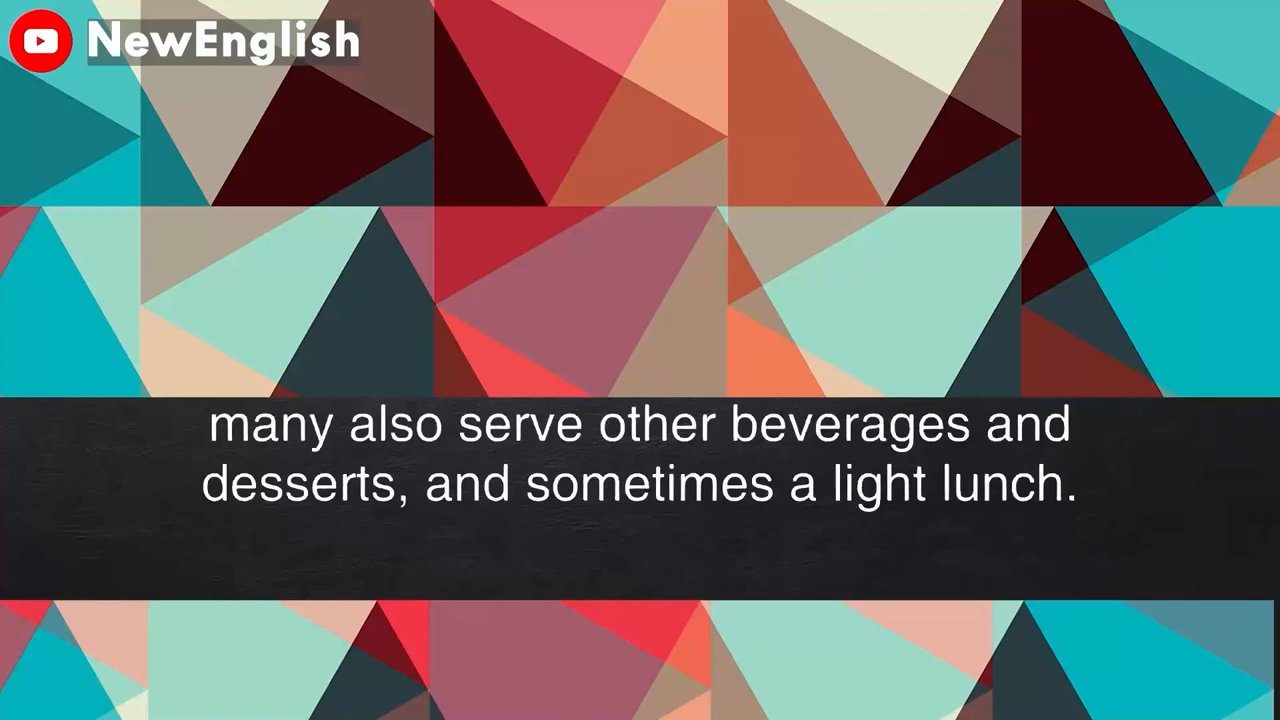 NewEnglish
many also serve other beverages and
desserts, and sometimes a light lunch.